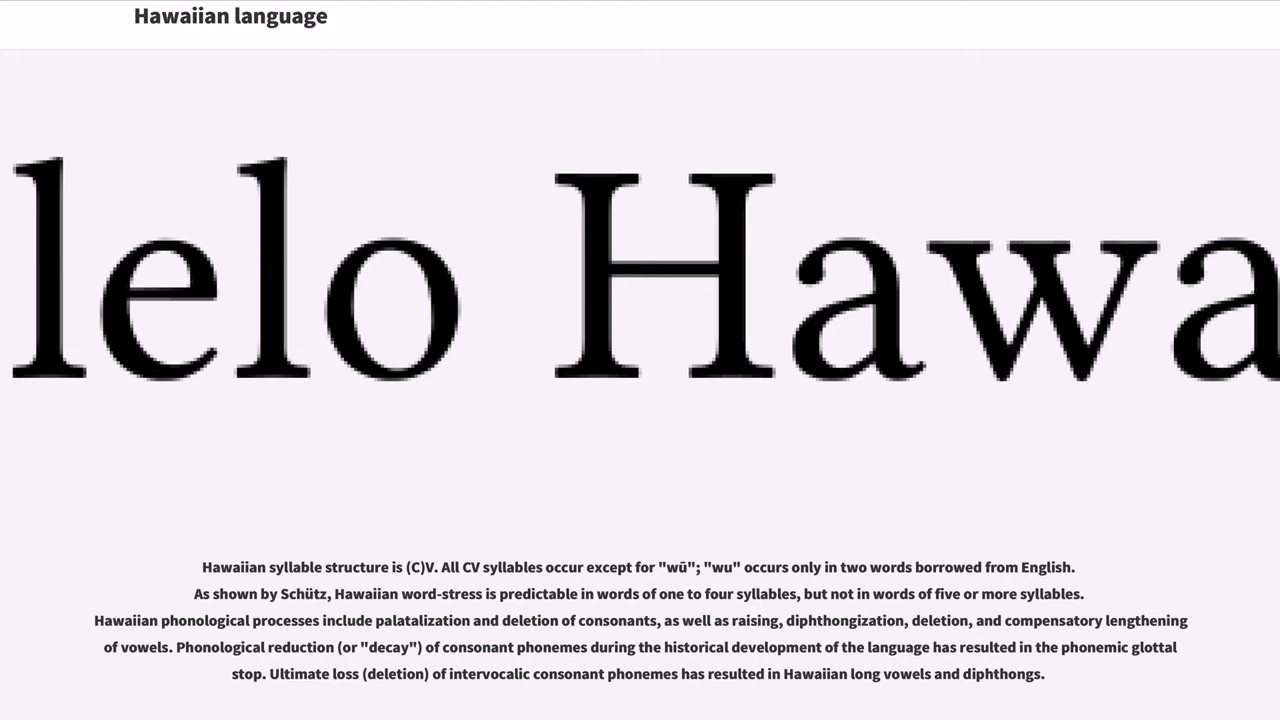 Hawaiian language
lelo Hawa
Hawaiian syllable structure is (C)V. All CV syllables occur except for "wū"; "wu" occurs only in two words borrowed from English.
As shown by Schütz, Hawaiian word-stress is predictable in words of one to four syllables, but not in words of five or more syllables.
Hawaiian phonological processes include palatalization and deletion of consonants, as well as raising, diphthongization, deletion, and compensatory lengthening
of vowels. Phonological reduction (or "decay") of consonant phonemes during the historical development of the language has resulted in the phonemic glottal
stop. Ultimate loss (deletion) of intervocalic consonant phonemes has resulted in Hawaiian long vowels and diphthongs.